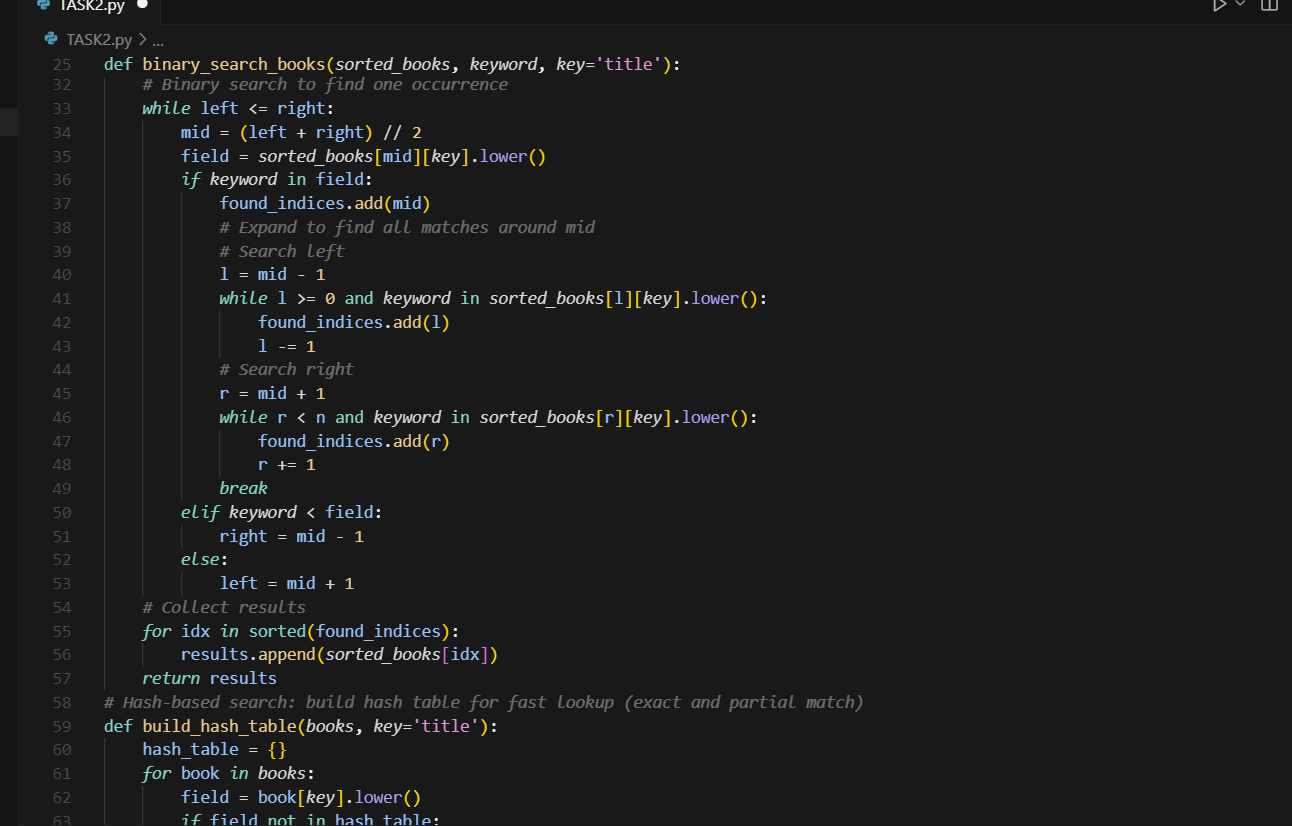 TASK2.py
TASK2.py > ...
25 def binary_search_books(sorted_books, keyword, key='title'):
32     # Binary search to find one occurrence
33     while left <= right:
34         mid = (left + right) // 2
35         field = sorted_books[mid][key].lower()
36         if keyword in field:
37             found_indices.add(mid)
38             # Expand to find all matches around mid
39             # Search left
40             l = mid - 1
41             while l >= 0 and keyword in sorted_books[l][key].lower():
42                 found_indices.add(l)
43                 l -= 1
44             # Search right
45             r = mid + 1
46             while r < n and keyword in sorted_books[r][key].lower():
47                 found_indices.add(r)
48                 r += 1
49             break
50         elif keyword < field:
51             right = mid - 1
52         else:
53             left = mid + 1
54     # Collect results
55     for idx in sorted(found_indices):
56         results.append(sorted_books[idx])
57     return results
58 # Hash-based search: build hash table for fast lookup (exact and partial match)
59 def build_hash_table(books, key='title'):
60     hash_table = {}
61     for book in books:
62         field = book[key].lower()
63         if field not in hash_table: